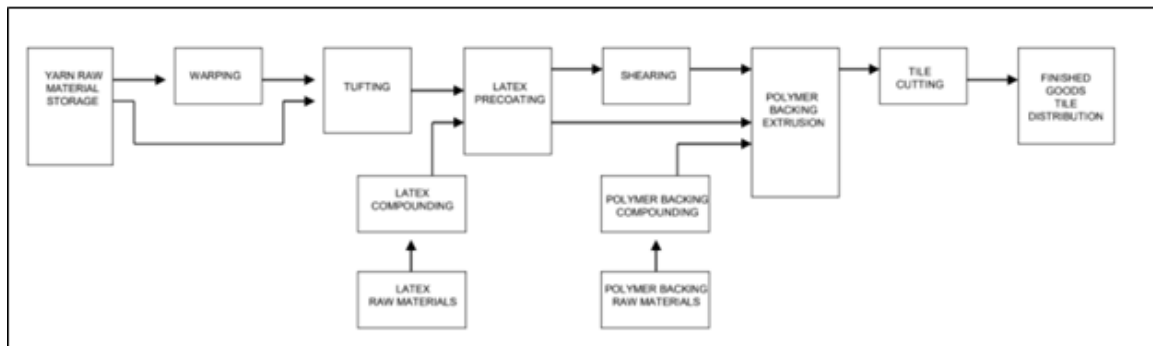 YARN RAW
MATERIAL
STORAGE
WARPING
TUFTING
LATEX
PRECOATING
SHEARING
POLYMER
BACKING
EXTRUSION
TILE
CUTTING
FINISHED
GOODS
TILE
DISTRIBUTION
LATEX
COMPOUNDING
POLYMER BACKING
COMPOUNDING
LATEX
RAW MATERIALS
POLYMER BACKING
RAW MATERIALS